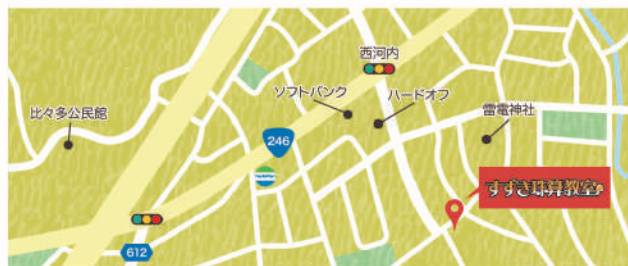 西河内
ソフトバンク
ハードオフ
比々多公民館
雷電神社
246
FamilyMart
すずき珠算教室
612